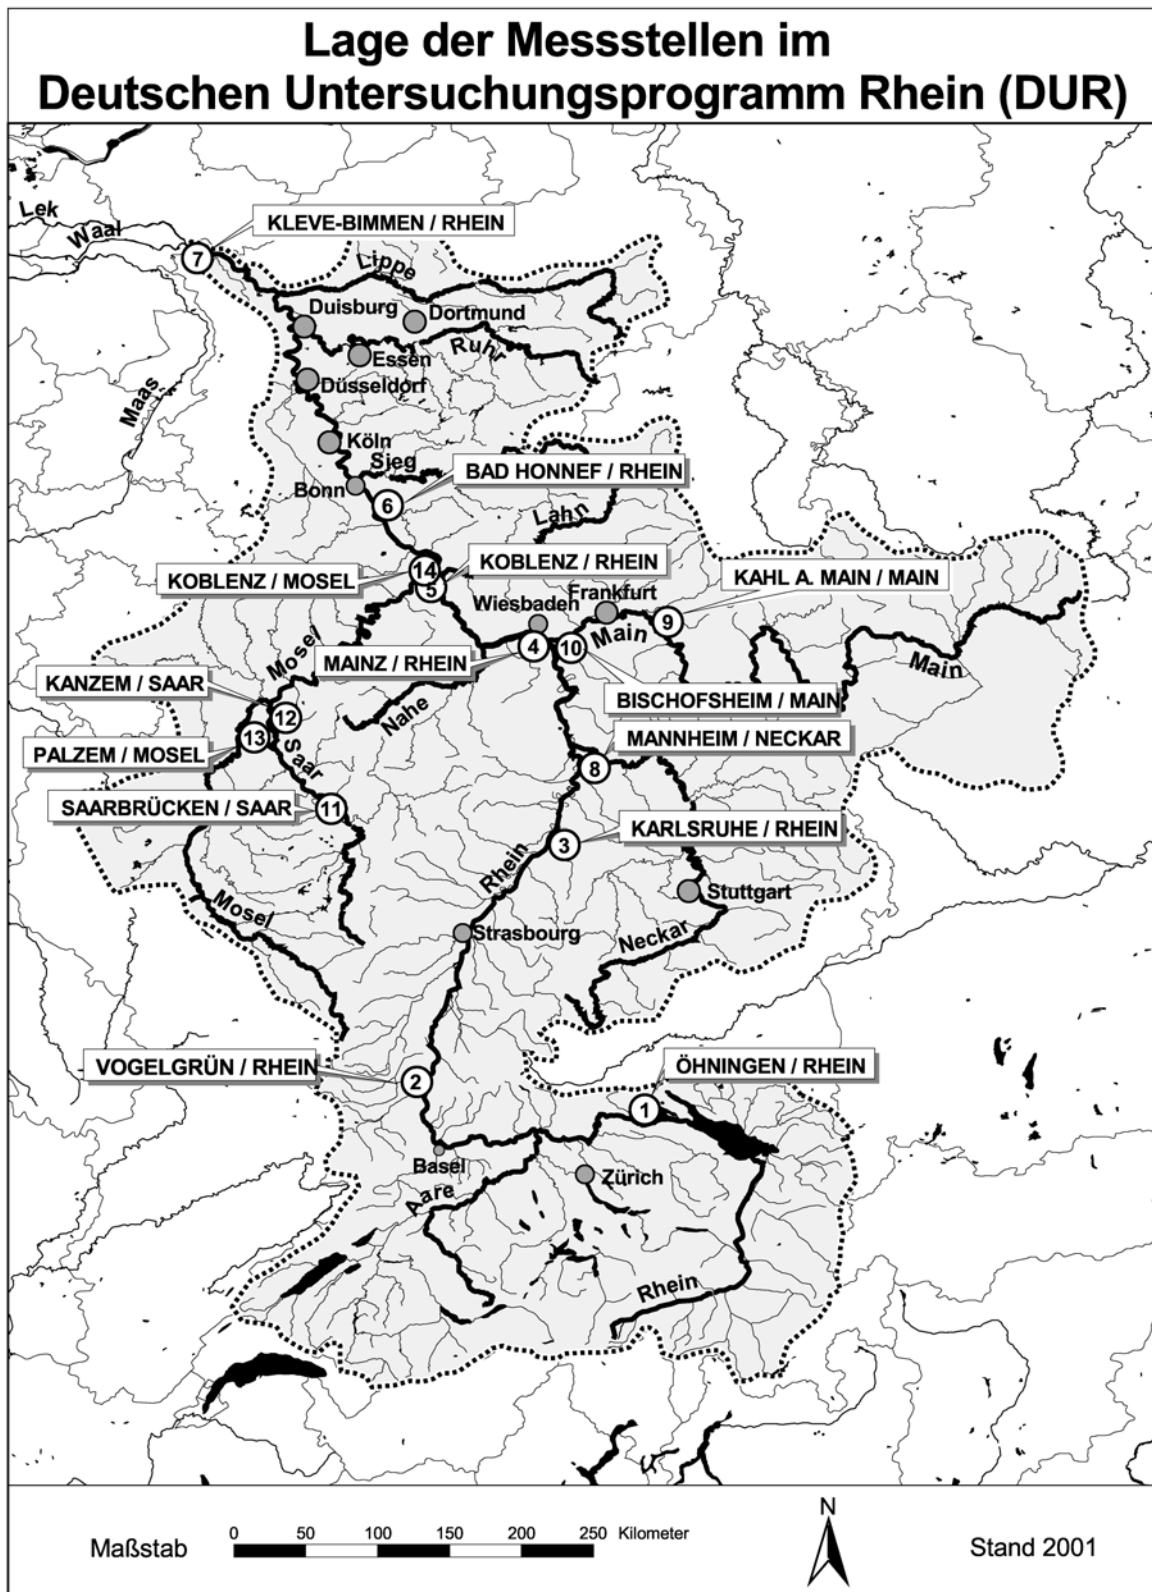 Lage der Messstellen im
Deutschen Untersuchungsprogramm Rhein (DUR)
Lek
Waal
KLEVE-BIMMEN / RHEIN
7
Lippe
Duisburg
Dortmund
Ruhr
Essen
Düsseldorf
Maas
Köln
Sieg
BAD HONNEF / RHEIN
Bonn
6
Lahn
KOBLENZ / MOSEL
14
KOBLENZ / RHEIN
5
KAHL A. MAIN / MAIN
Wiesbaden
Frankfurt
9
Main
Mosel
MAINZ / RHEIN
4
10
Main
KANZEM / SAAR
BISCHOFSHEIM / MAIN
12
Nahe
PALZEM / MOSEL
13
Saar
MANNHEIM / NECKAR
8
SAARBRÜCKEN / SAAR
11
KARLSRUHE / RHEIN
3
Rhein
Stuttgart
Mosel
Strasbourg
Neckar
VOGELGRÜN / RHEIN
2
ÖHNINGEN / RHEIN
1
Basel
Zürich
Aare
Rhein
N
0 50 100 150 200 250 Kilometer
Maßstab
Stand 2001